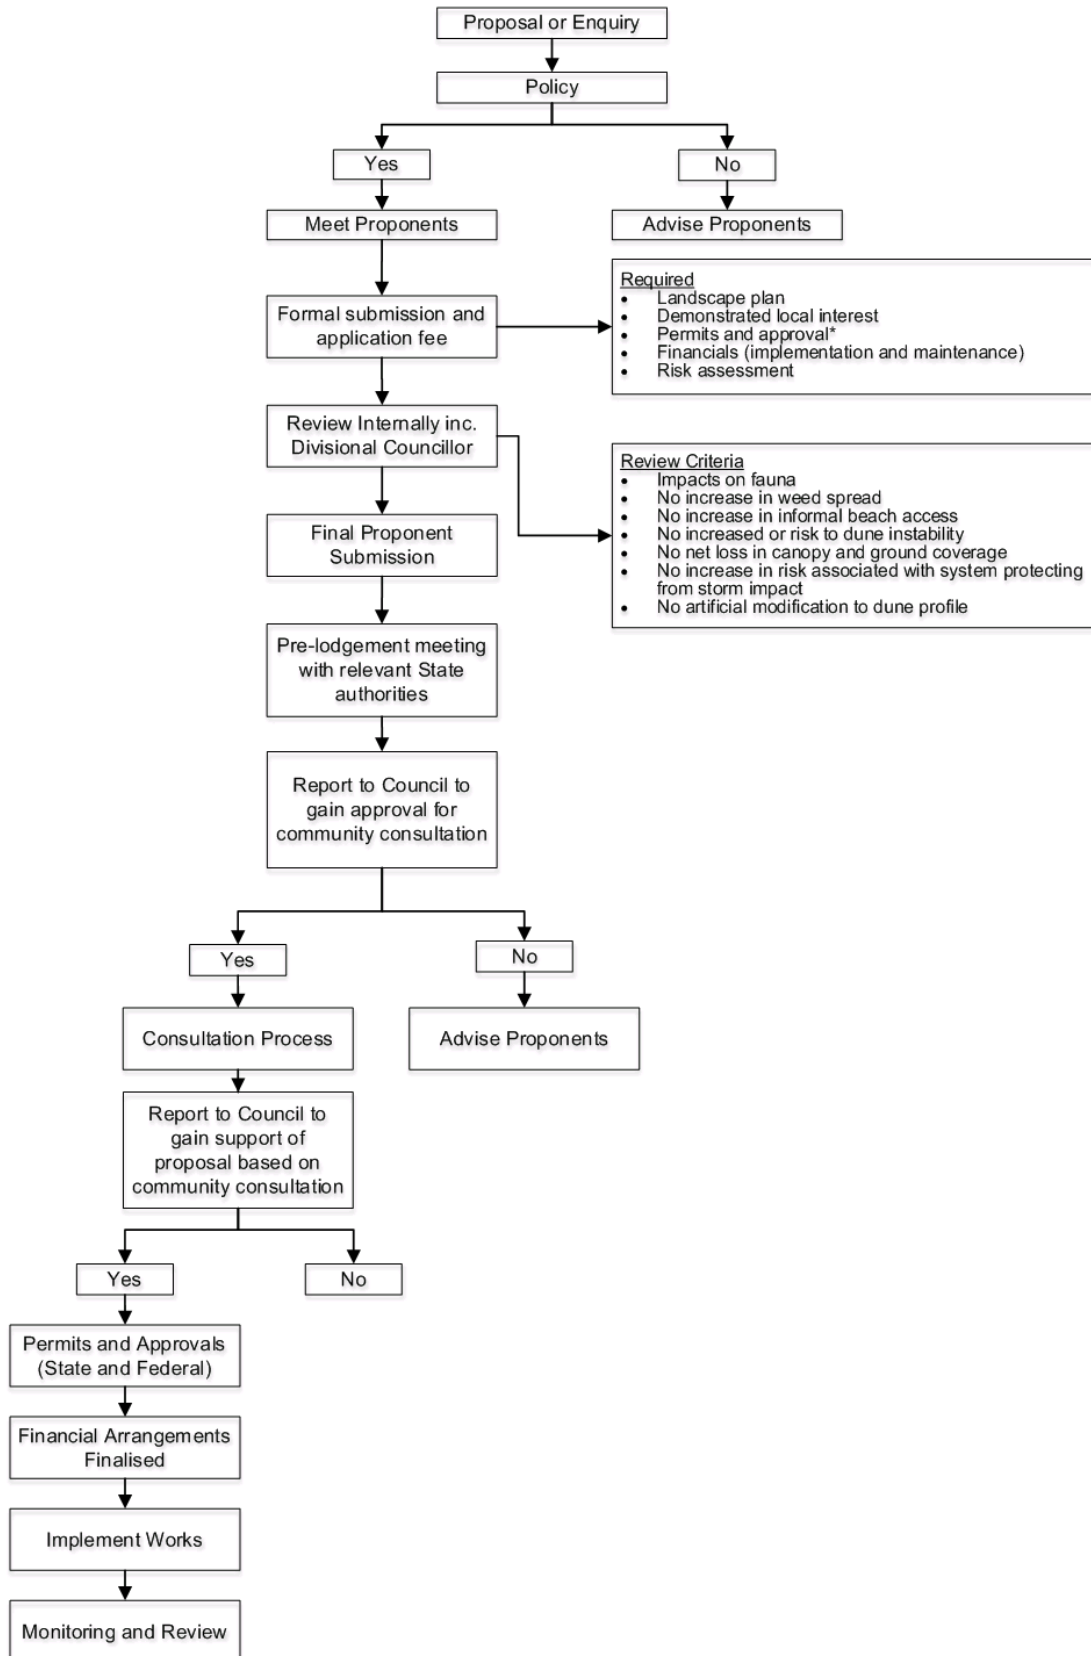 Proposal or Enquiry
Policy
Yes
No
Meet Proponents
Advise Proponents
Formal submission and
application fee
Required
• Landscape plan
• Demonstrated local interest
• Permits and approval*
• Financials (implementation and maintenance)
• Risk assessment
Review Internally inc.
Divisional Councillor
Review Criteria
• Impacts on fauna
• No increase in weed spread
• No increase in informal beach access
• No increased or risk to dune instability
• No net loss in canopy and ground coverage
• No increase in risk associated with system protecting
from storm impact
• No artificial modification to dune profile
Final Proponent
Submission
Pre-lodgement meeting
with relevant State
authorities
Report to Council to
gain approval for
community consultation
Yes
No
Consultation Process
Advise Proponents
Report to Council to
gain support of
proposal based on
community consultation
Yes
No
Permits and Approvals
(State and Federal)
Financial Arrangements
Finalised
Implement Works
Monitoring and Review